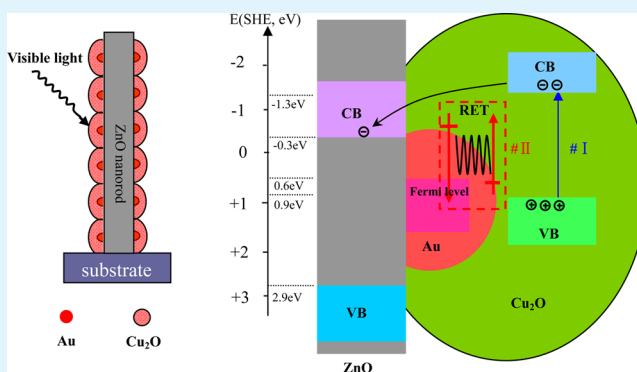 Visible light
ZnO nanorod
substrate
Au
Cu₂O
E(SHE, eV)
-2
-1
0
+1
+2
+3
-1.3eV
-0.3eV
0.6eV
0.9eV
2.9eV
CB
VB
ZnO
RET
Fermi level
Au
#II
#I
CB
VB
Cu₂O